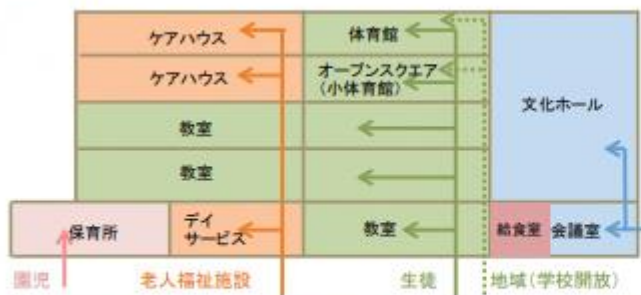 ケアハウス
体育館
ケアハウス
オープンスクエア
(小体育館)
文化ホール
教室
教室
保育所
デイ
サービス
教室
給食室
会議室
園児
老人福祉施設
生徒
地域(学校開放)